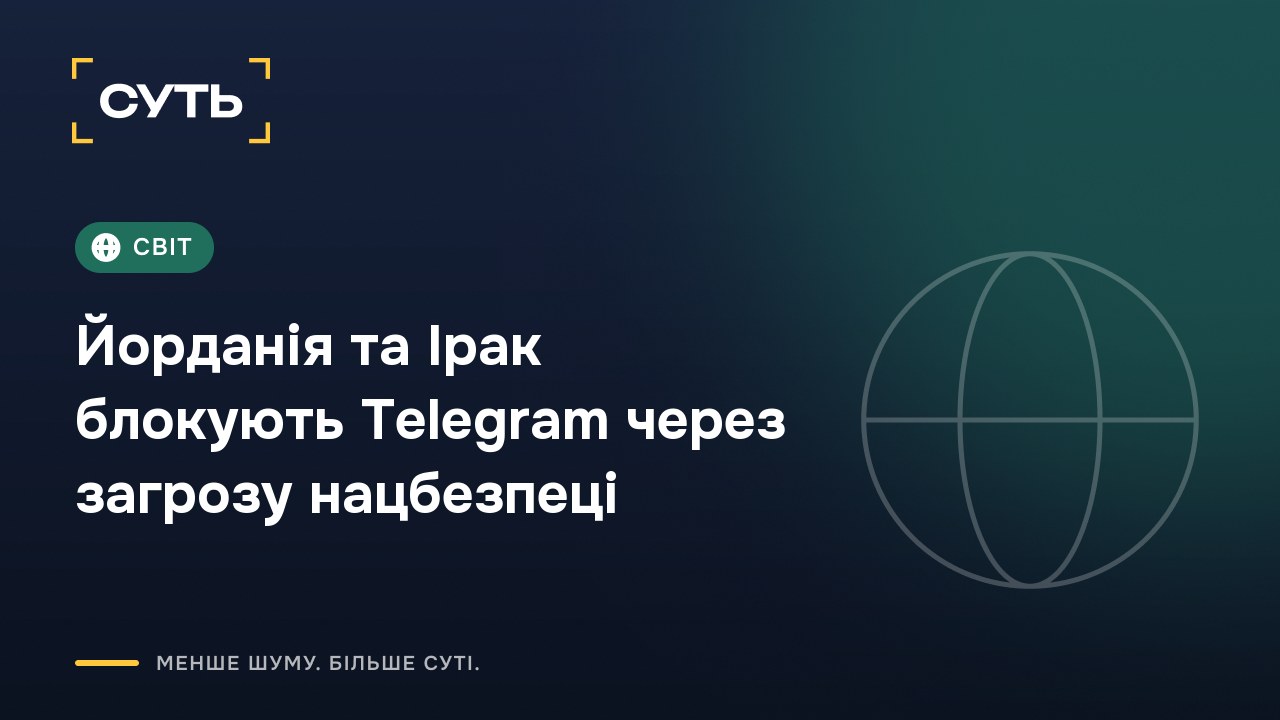 СУТЬ
СВІТ
Йорданія та Ірак
блокують Telegram через
загрозу нацбезпеці
МЕНШЕ ШУМУ. БІЛЬШЕ СУТІ.